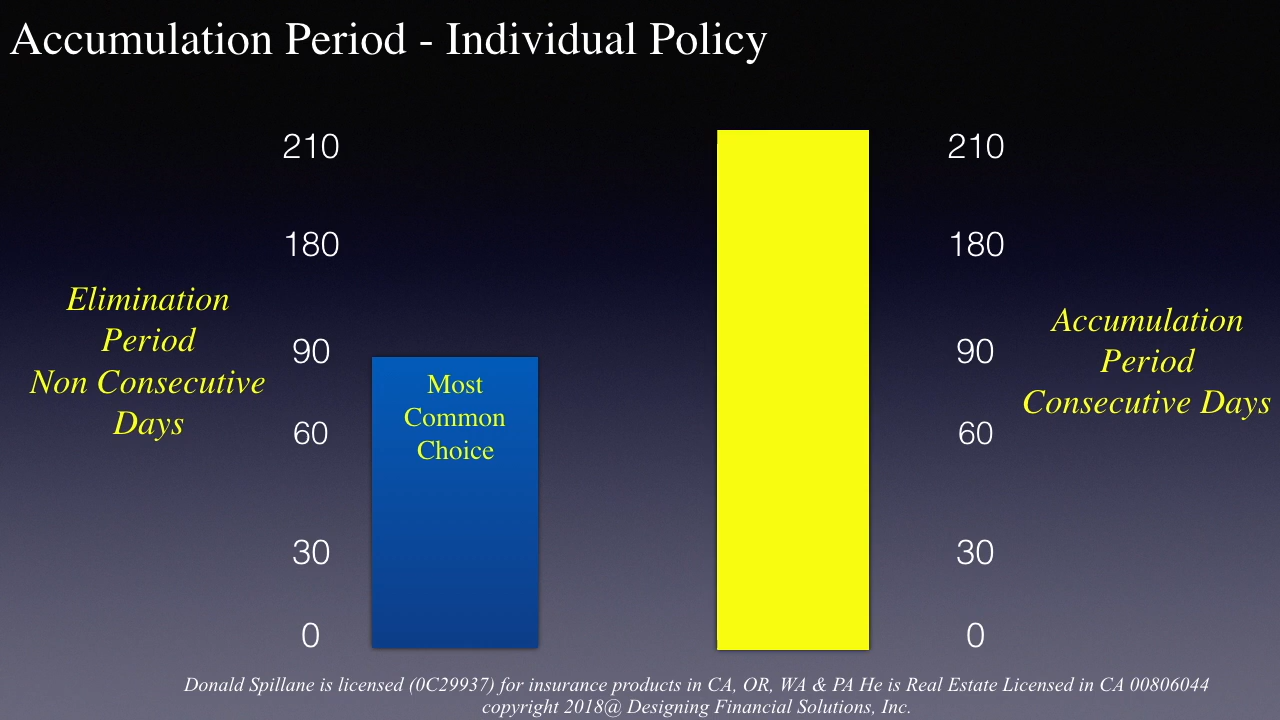 Accumulation Period - Individual Policy
210
180
90
60
30
0
Elimination
Period
Non Consecutive
Days
Most
Common
Choice
210
180
90
60
30
0
Accumulation
Period
Consecutive Days
Donald Spillane is licensed (0C29937) for insurance products in CA, OR, WA & PA He is Real Estate Licensed in CA 00806044
copyright 2018@ Designing Financial Solutions, Inc.